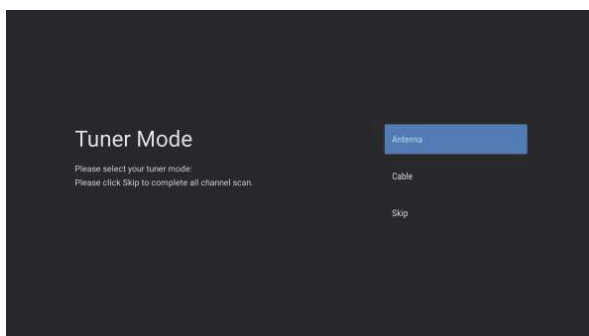 Tuner Mode
Please select your tuner mode:
Please click Skip to complete all channel scan.
Antenna
Cable
Skip